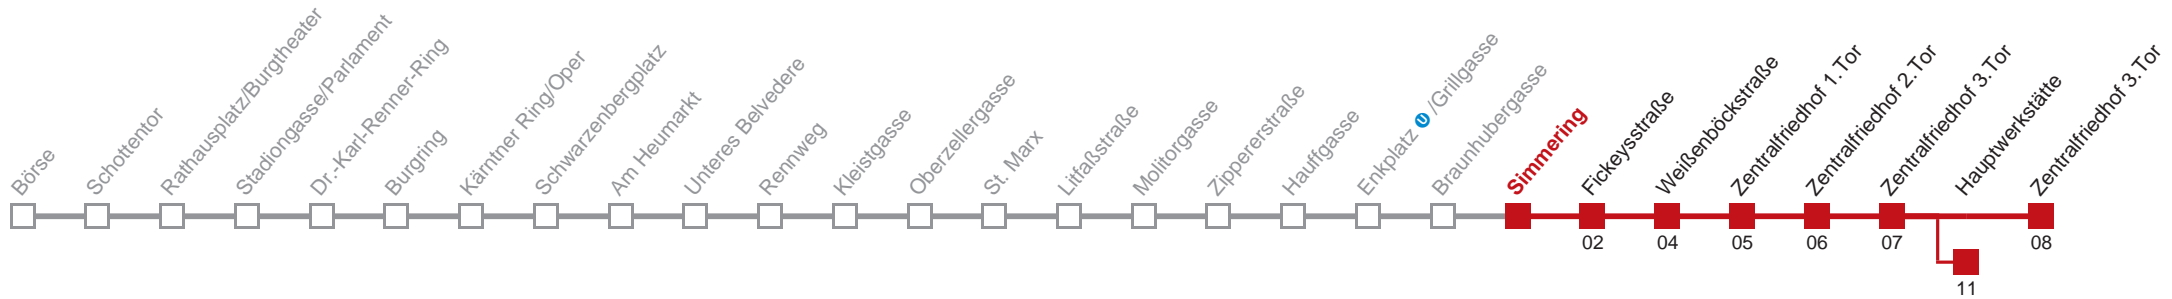 Börse
Schottentor
Rathausplatz/Burgtheater
Stadiongasse/Parlament
Dr.-Karl-Renner-Ring
Burgring
Kärntner Ring/Oper
Schwarzenbergplatz
Am Heumarkt
Unteres Belvedere
Rennweg
Kleistgasse
Oberzellergasse
St. Marx
Litfaßstraße
Molitorgasse
Zippererstraße
Hauffgasse
Enkplatz U /Grillgasse
Braunhubergasse
Simmering
Fickeysstraße
Weißenböckstraße
Zentralfriedhof 1.Tor
Zentralfriedhof 2.Tor
Zentralfriedhof 3.Tor
Hauptwerkstätte
Zentralfriedhof 3.Tor
02 04 05 06 07 08
11